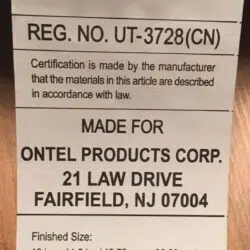 REG. NO. UT-3728(CN)
Certification is made by the manufacturer
that the materials in this article are described
in accordance with law.
MADE FOR
ONTEL PRODUCTS CORP.
21 LAW DRIVE
FAIRFIELD, NJ 07004
Finished Size: